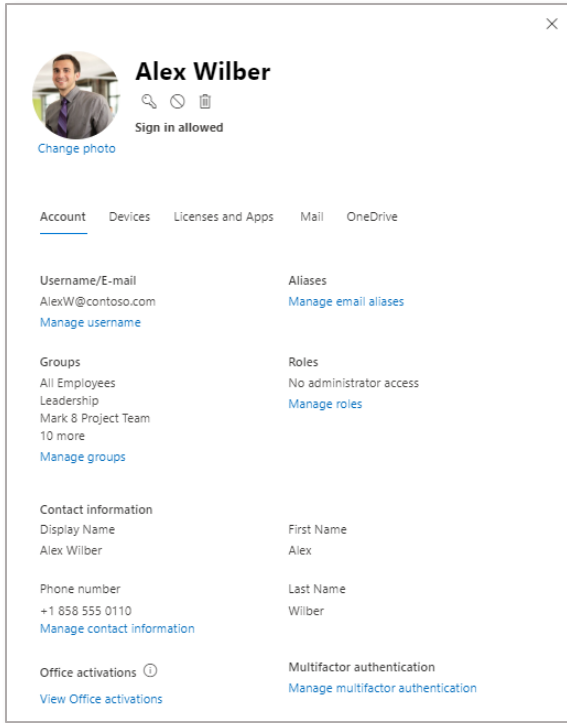 Alex Wilber
Sign in allowed
Change photo
Account Devices Licenses and Apps Mail OneDrive
Username/E-mail
AlexW@contoso.com
Manage username
Aliases
Manage email aliases
Groups
All Employees
Leadership
Mark 8 Project Team
10 more
Manage groups
Roles
No administrator access
Manage roles
Contact information
Display Name
Alex Wilber
First Name
Alex
Phone number
+1 858 555 0110
Manage contact information
Last Name
Wilber
Office activations
View Office activations
Multifactor authentication
Manage multifactor authentication